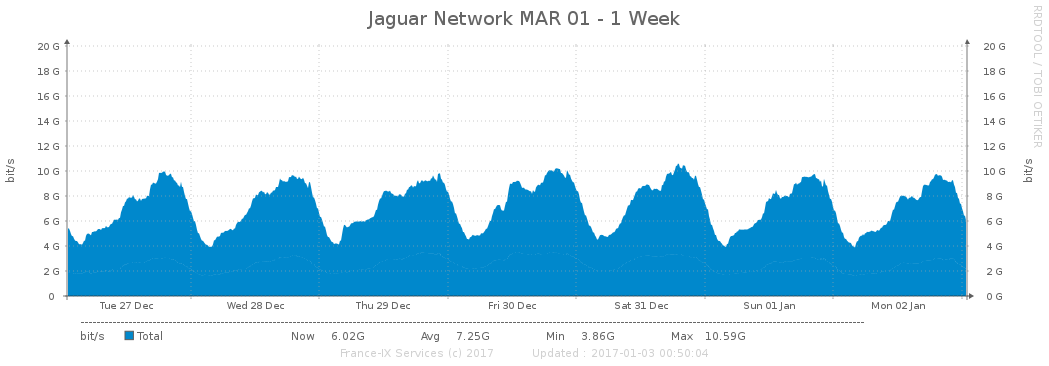 Jaguar Network MAR 01 - 1 Week
RRDTOOL / TOBI OETIKER
20 G 20 G
18 G 18 G
16 G 16 G
14 G 14 G
12 G 12 G
10 G 10 G
8 G 8 G
6 G 6 G
4 G 4 G
2 G 2 G
0 0 G
bit/s
bit/s
Tue 27 Dec Wed 28 Dec Thu 29 Dec Fri 30 Dec Sat 31 Dec Sun 01 Jan Mon 02 Jan
bit/s Total Now 6.02G Avg 7.25G Min 3.86G Max 10.59G
France-IX Services (c) 2017 Updated : 2017-01-03 00:50:04